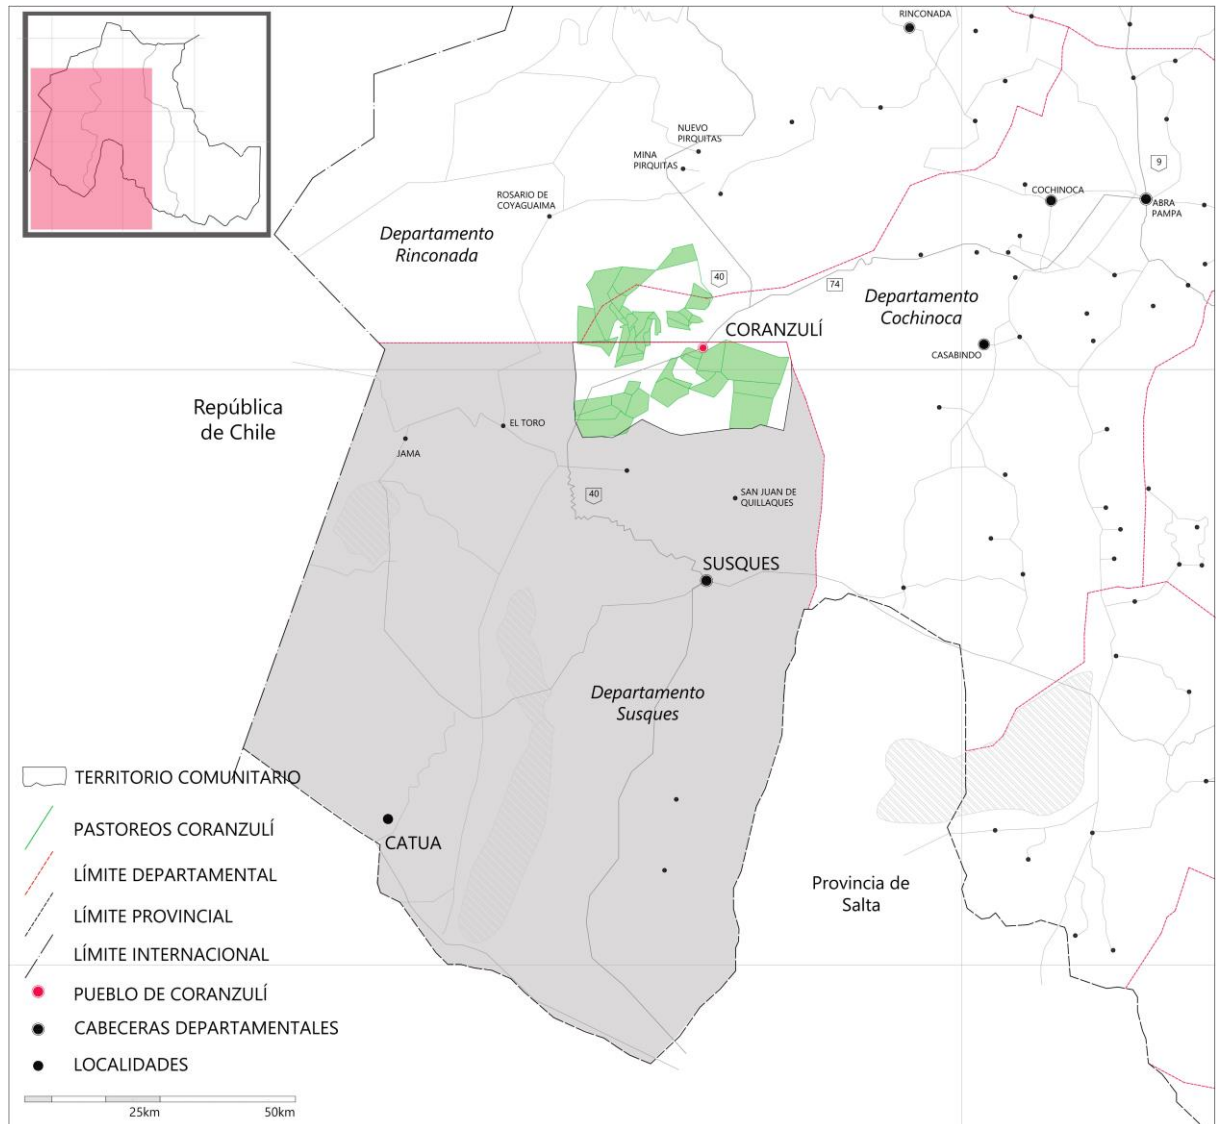 RINCONADA
NUEVO
PIRQUITAS
MINA
PIRQUITAS
9
ROSARIO DE
COYAGUAIMA
COCHINOCA
ABRA
PAMPA
Departamento
Rinconada
40
74
Departamento
Cochinoca
CORANZULÍ
CASABINDO
República
de Chile
EL TORO
JAMA
40
SAN JUAN DE
QUILLAQUES
SUSQUES
Departamento
Susques
CATUA
Provincia de
Salta
TERRITORIO COMUNITARIO
PASTOREOS CORANZULÍ
LÍMITE DEPARTAMENTAL
LÍMITE PROVINCIAL
LÍMITE INTERNACIONAL
PUEBLO DE CORANZULÍ
CABECERAS DEPARTAMENTALES
LOCALIDADES
25km
50km